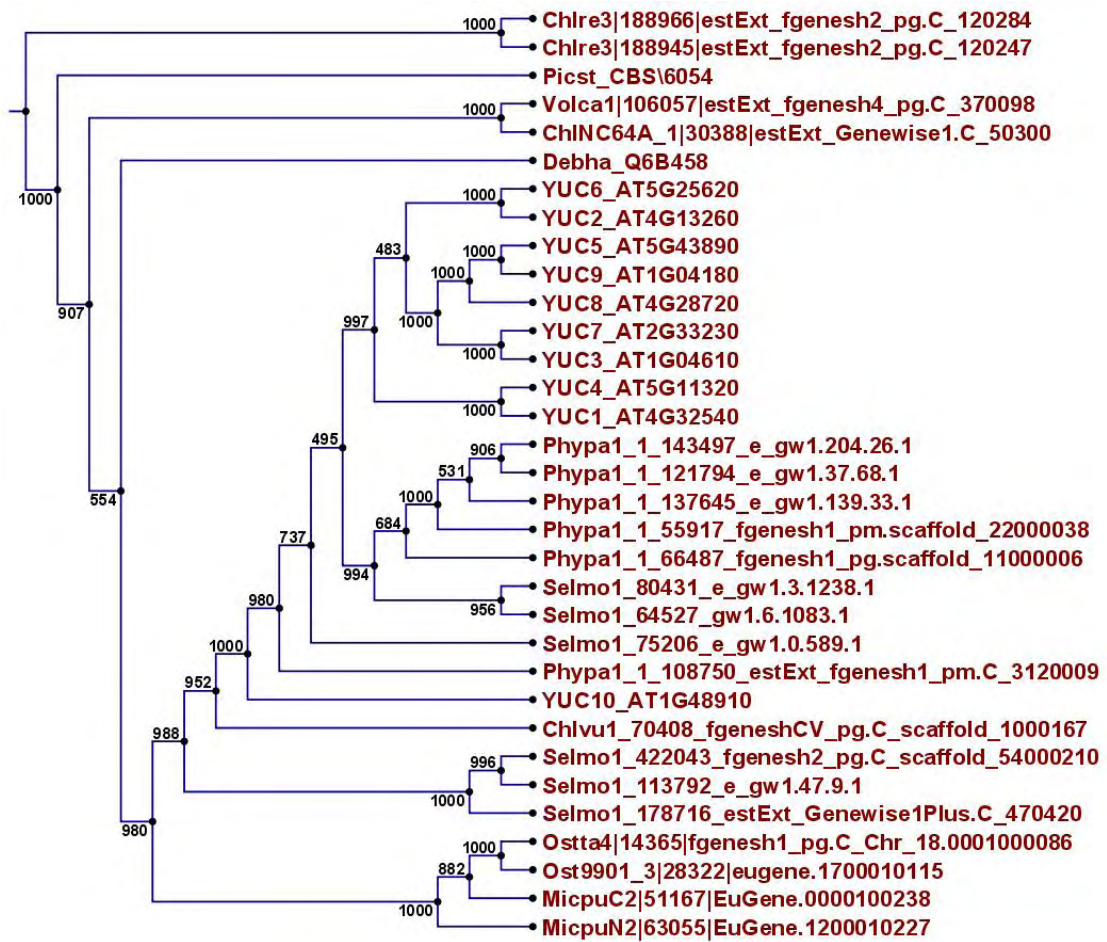 1000
Chlre3|188966|estExt_fgenesh2_pg.C_120284
Chlre3|188945|estExt_fgenesh2_pg.C_120247
Picst_CBS\6054
1000
Volca1|106057|estExt_fgenesh4_pg.C_370098
ChlNC64A_1|30388|estExt_Genewise1.C_50300
Debha_Q6B458
1000
1000
YUC6_AT5G25620
YUC2_AT4G13260
483
1000
YUC5_AT5G43890
YUC9_AT1G04180
1000
YUC8_AT4G28720
907
997
1000
YUC7_AT2G33230
1000
YUC3_AT1G04610
YUC4_AT5G11320
1000
YUC1_AT4G32540
495
906
Phypa1_1_143497_e_gw1.204.26.1
531
Phypa1_1_121794_e_gw1.37.68.1
554
1000
Phypa1_1_137645_e_gw1.139.33.1
684
Phypa1_1_55917_fgenesh1_pm.scaffold_22000038
737
994
Phypa1_1_66487_fgenesh1_pg.scaffold_11000006
Selmo1_80431_e_gw1.3.1238.1
980
956
Selmo1_64527_gw1.6.1083.1
1000
Selmo1_75206_e_gw1.0.589.1
Phypa1_1_108750_estExt_fgenesh1_pm.C_3120009
952
YUC10_AT1G48910
988
Chlvu1_70408_fgeneshCV_pg.C_scaffold_1000167
996
Selmo1_422043_fgenesh2_pg.C_scaffold_54000210
1000
Selmo1_113792_e_gw1.47.9.1
980
Selmo1_178716_estExt_Genewise1Plus.C_470420
1000
Ostta4|14365|fgenesh1_pg.C_Chr_18.0001000086
882
Ost9901_3|28322|eugene.1700010115
1000
MicpuC2|51167|EuGene.0000100238
MicpuN2|63055|EuGene.1200010227